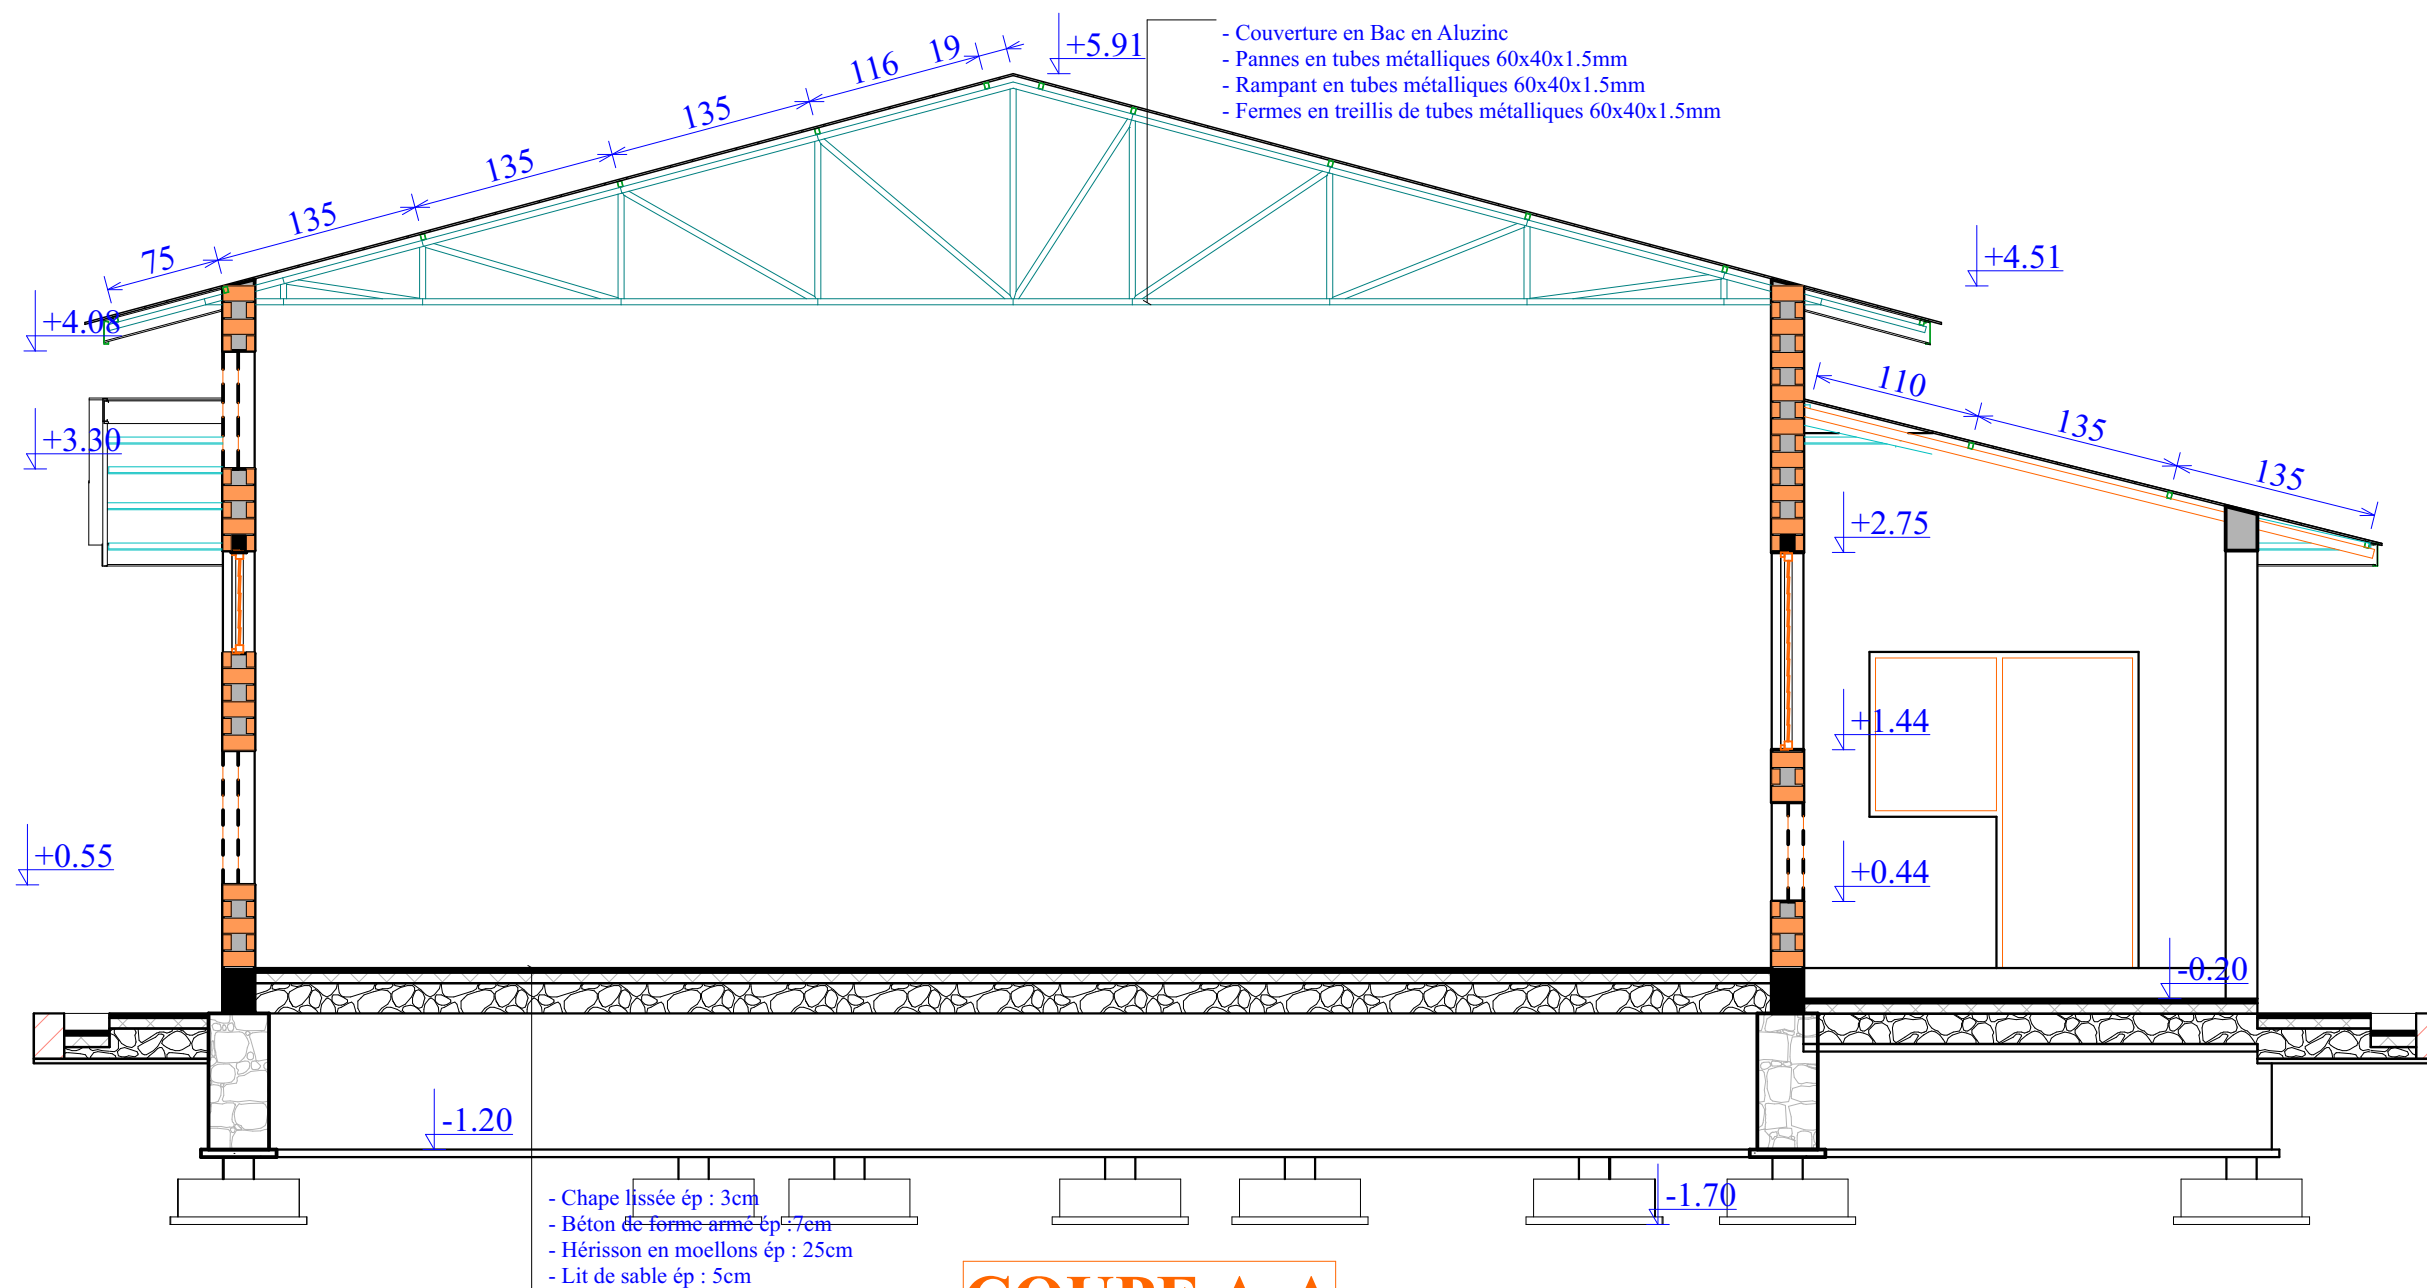 - Couverture en Bac en Aluzinc
- Pannes en tubes métalliques 60x40x1.5mm
- Rampant en tubes métalliques 60x40x1.5mm
- Fermes en treillis de tubes métalliques 60x40x1.5mm
+5.91
19
116
135
135
135
75
+4.51
+4.08
110
135
135
+3.30
+2.75
+1.44
+0.55
+0.44
-0.20
-1.20
-1.70
- Chape lissée ép : 3cm
- Béton de forme armé ép :7cm
- Hérisson en moellons ép : 25cm
- Lit de sable ép : 5cm
COUPE A-A